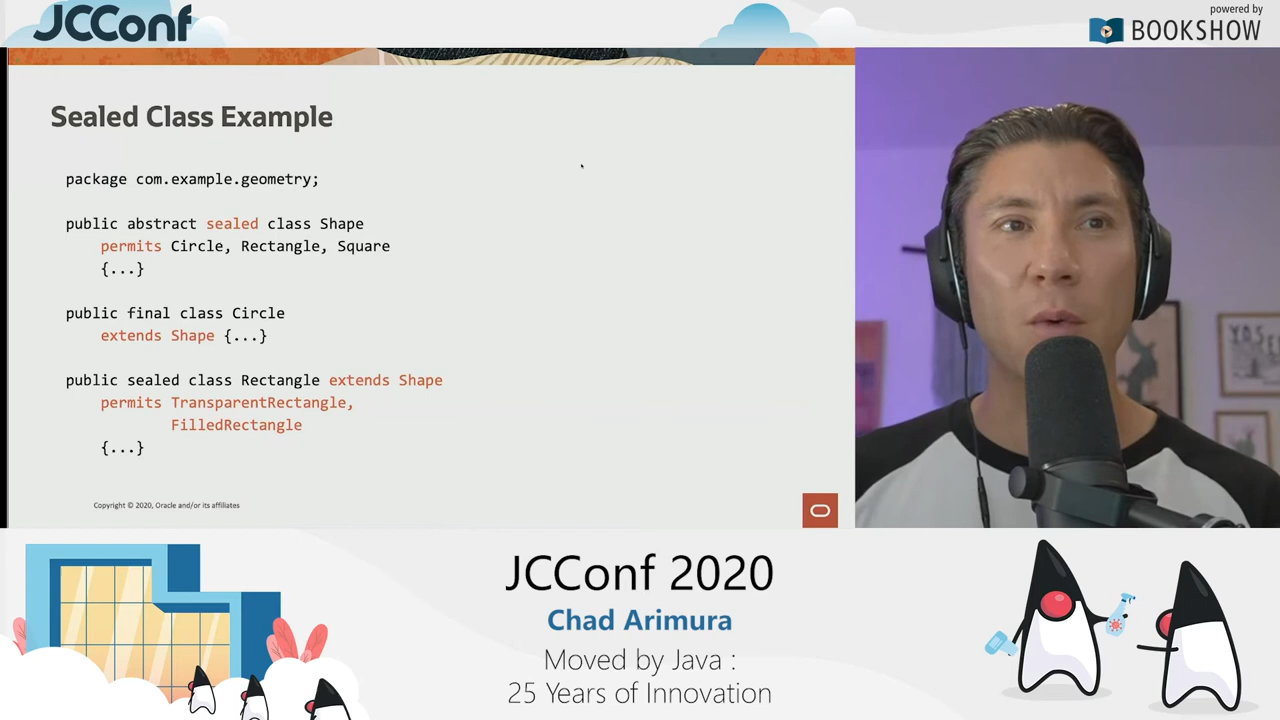 JCConf
powered by
BOOKSHOW
Sealed Class Example
package com.example.geometry;
public abstract sealed class Shape
permits Circle, Rectangle, Square
{...}
public final class Circle
extends Shape {...}
public sealed class Rectangle extends Shape
permits TransparentRectangle,
FilledRectangle
{...}
Copyright © 2020, Oracle and/or its affiliates
JCConf 2020
Chad Arimura
Moved by Java :
25 Years of Innovation